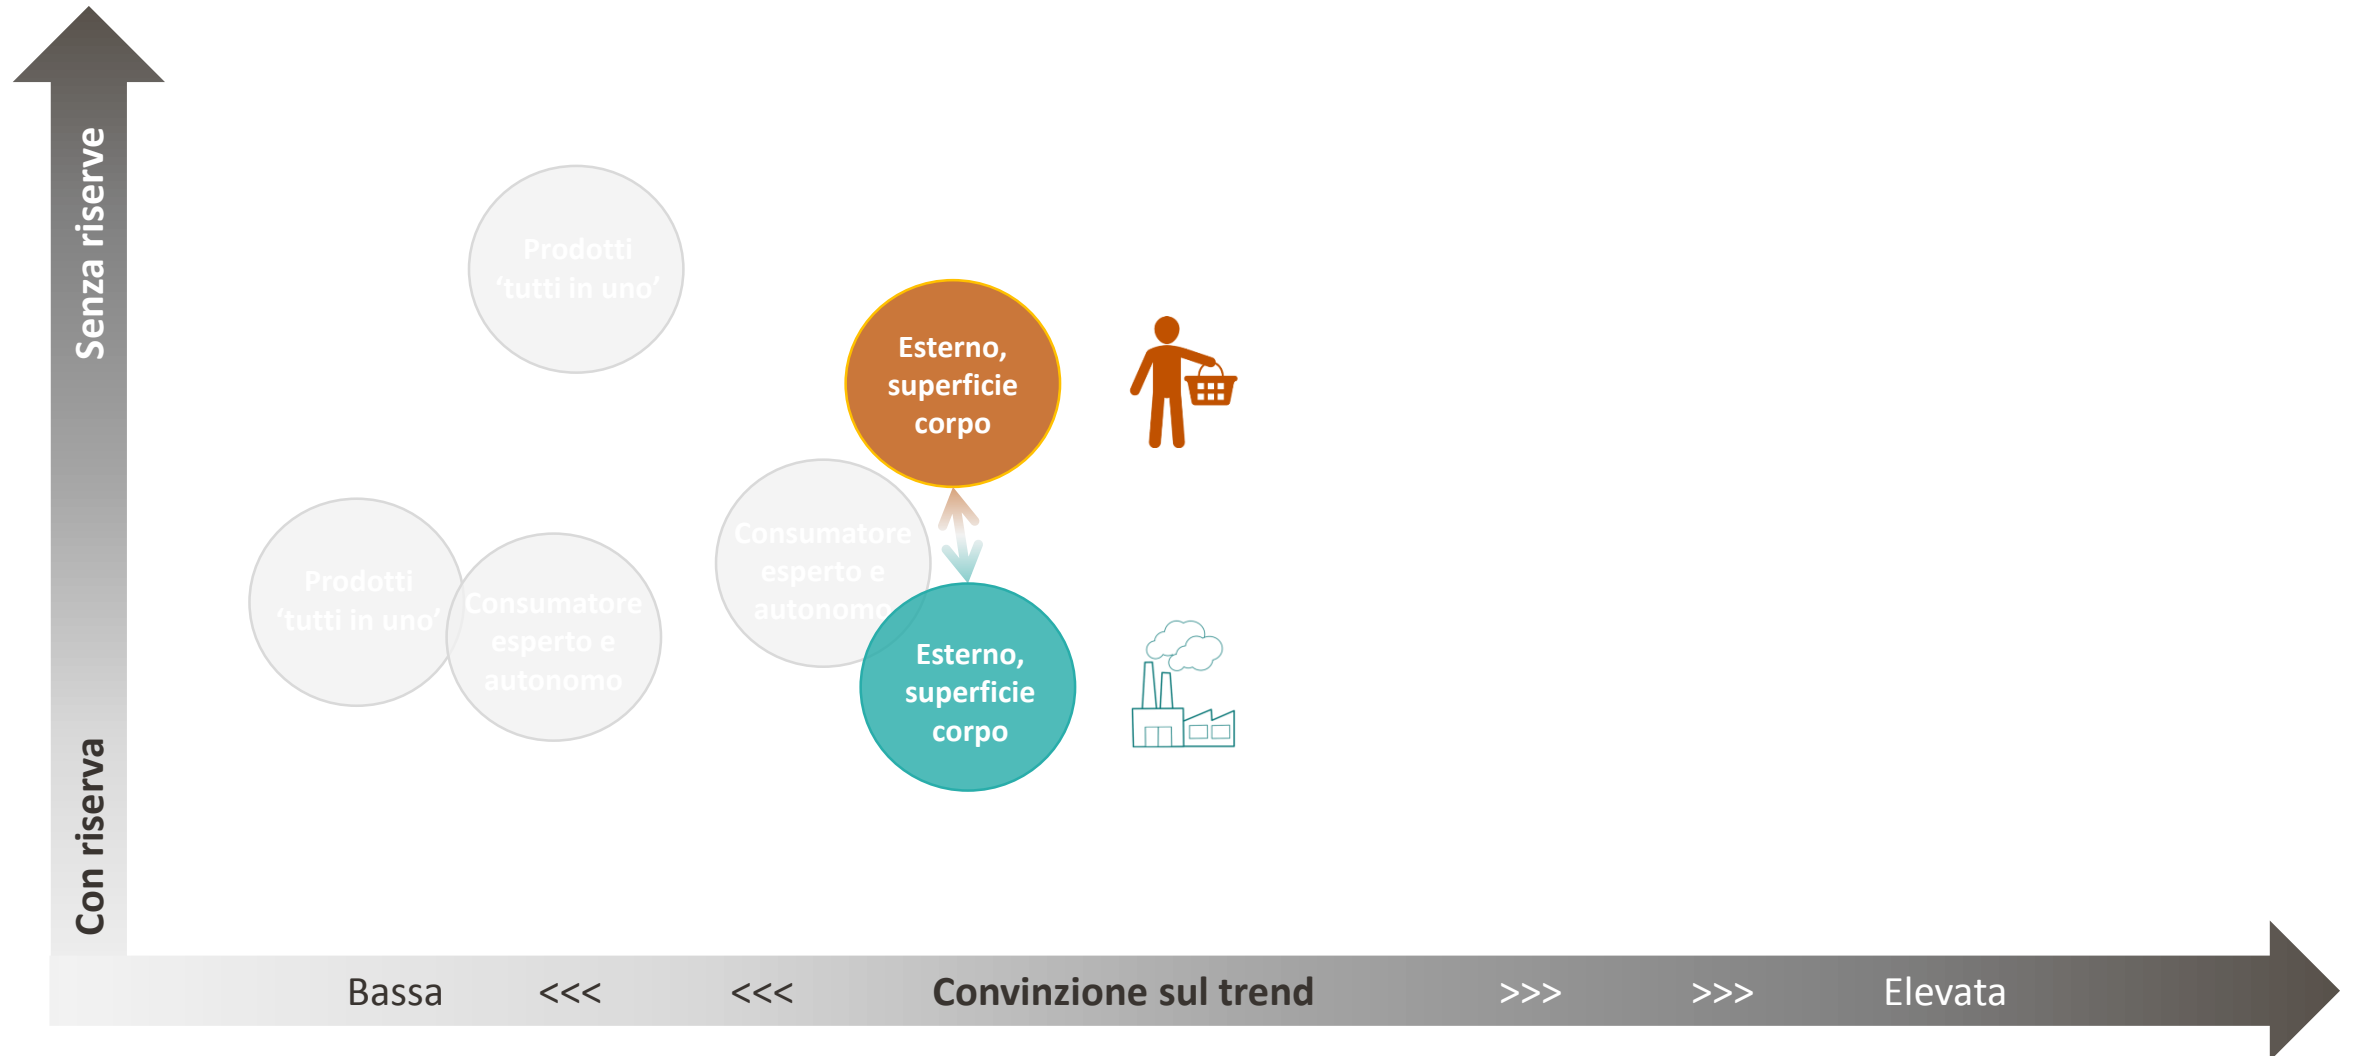 Senza riserve
Con riserva
Prodotti
‘tutti in uno’
Esterno,
superficie
corpo
Consumatore
esperto e
autonomo
Prodotti
‘tutti in uno’
Consumatore
esperto e
autonomo
Esterno,
superficie
corpo
Bassa <<< <<< Convinzione sul trend >>> >>> Elevata